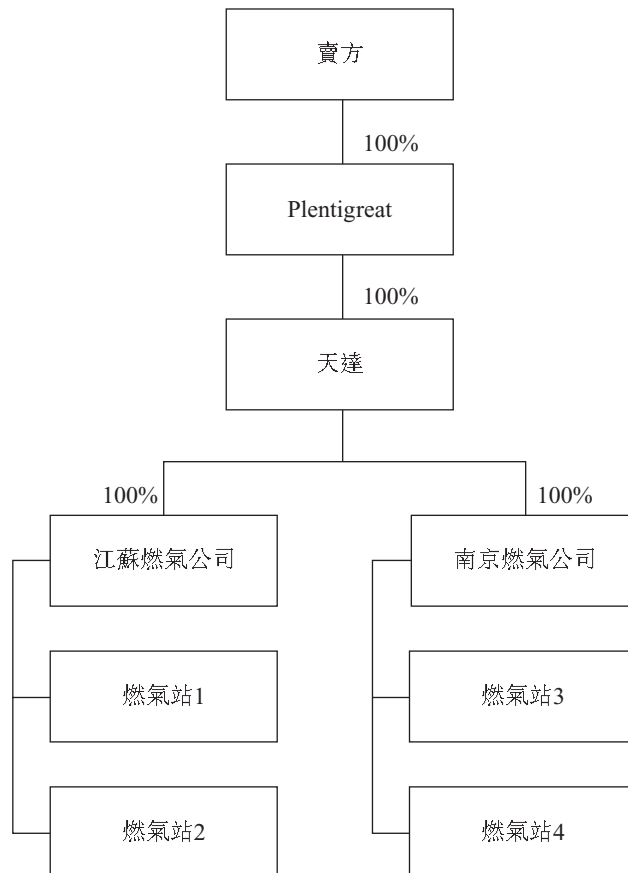 賣方
100%
Plentigreat
100%
天達
100%
100%
江蘇燃氣公司
南京燃氣公司
燃氣站1
燃氣站3
燃氣站2
燃氣站4